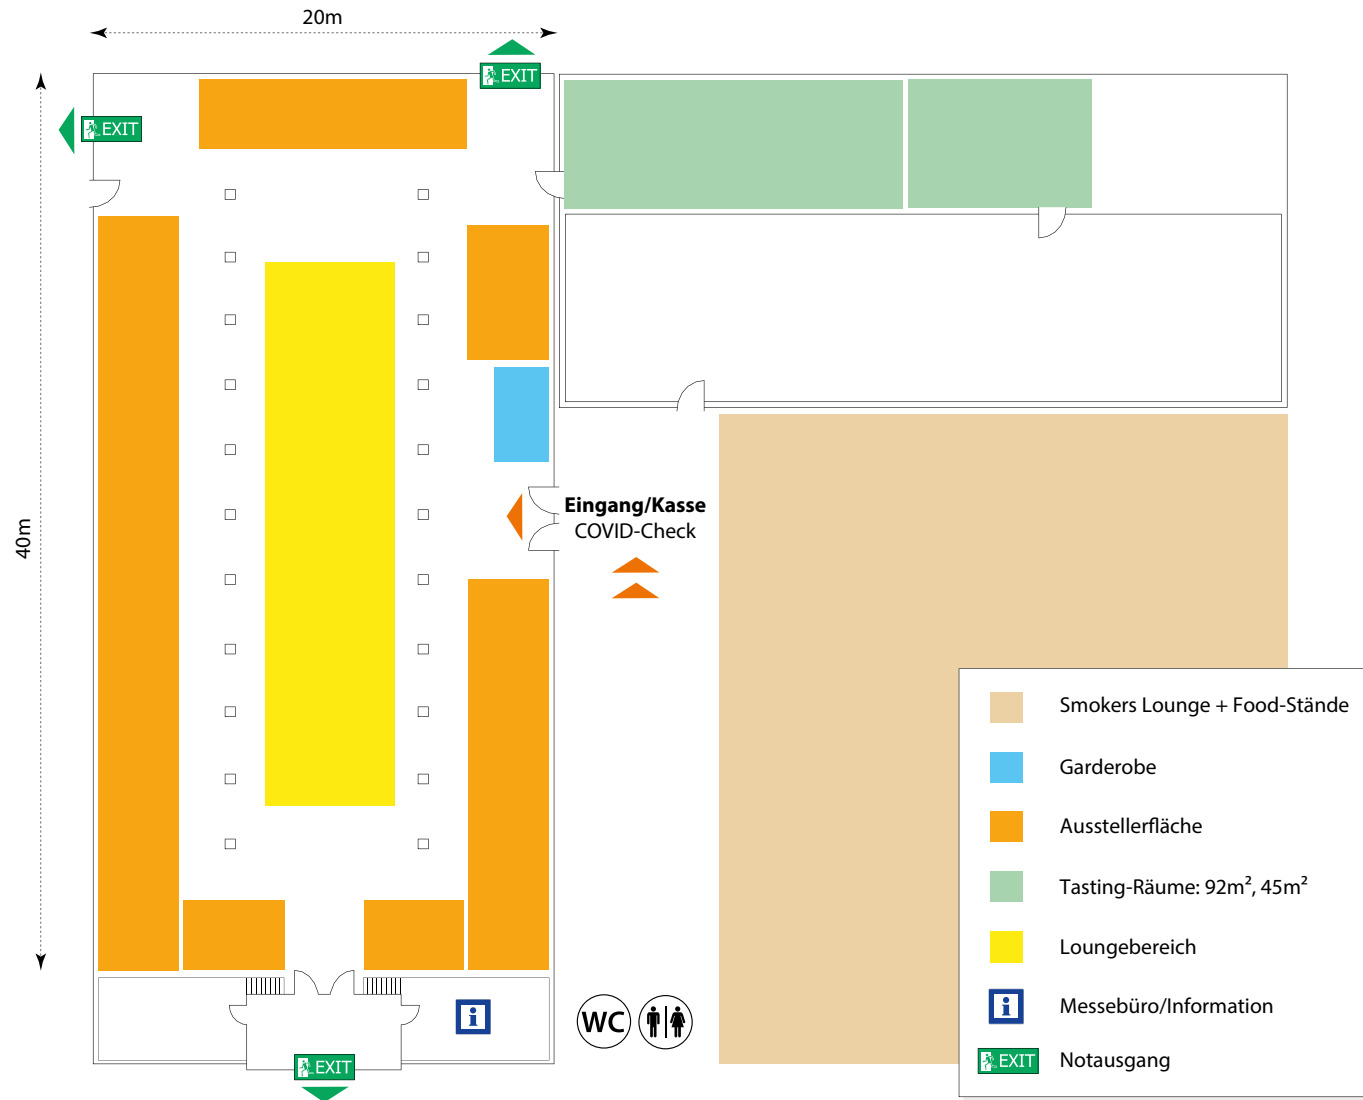 20m
EXIT
EXIT
40m
Eingang/Kasse
COVID-Check
WC
i
EXIT
Smokers Lounge + Food-Stände
Garderobe
Ausstellerfläche
Tasting-Räume: 92m², 45m²
Loungebereich
i Messebüro/Information
EXIT Notausgang